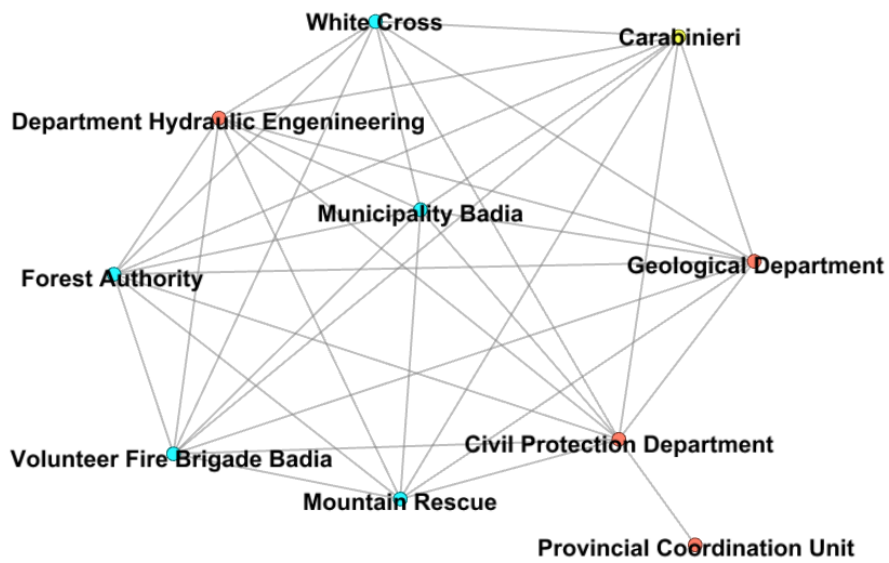 White Cross
Carabinieri
Department Hydraulic Engenineering
Municipality Badia
Geological Department
Forest Authority
Civil Protection Department
Volunteer Fire Brigade Badia
Mountain Rescue
Provincial Coordination Unit